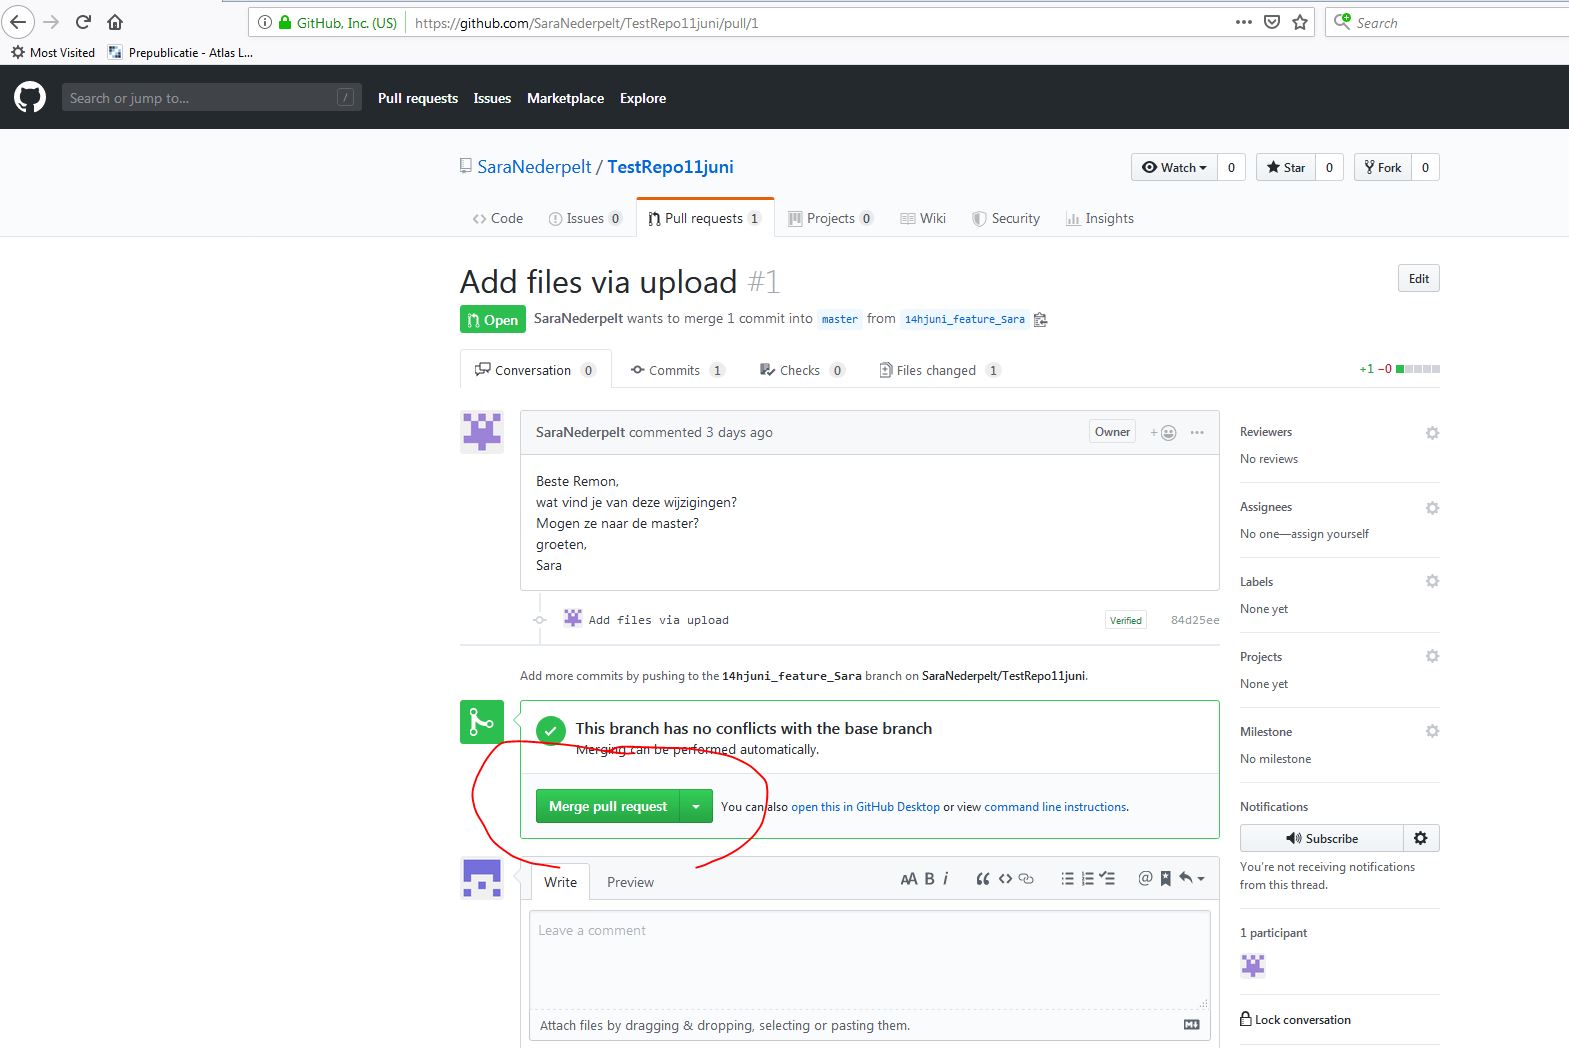 GitHub, Inc. (US) https://github.com/SaraNederpelt/TestRepo11juni/pull/1 Search
Most Visited Prepublicatie - Atlas L...
Search or jump to... / Pull requests Issues Marketplace Explore
SaraNederpelt / TestRepo11juni Watch 0 Star 0 Fork 0
Code Issues 0 Pull requests 1 Projects 0 Wiki Security Insights
Add files via upload #1 Edit
Open SaraNederpelt wants to merge 1 commit into master from 14hjuni_feature_Sara
Conversation 0 Commits 1 Checks 0 Files changed 1 +1 −0
SaraNederpelt commented 3 days ago Owner
Beste Remon,
wat vind je van deze wijzigingen?
Mogen ze naar de master?
groeten,
Sara
Add files via upload Verified 84d25ee
Add more commits by pushing to the 14hjuni_feature_Sara branch on SaraNederpelt/TestRepo11juni.
This branch has no conflicts with the base branch
Merging can be performed automatically.
Merge pull request You can also open this in GitHub Desktop or view command line instructions.
Write Preview AA B i
Leave a comment
Attach files by dragging & dropping, selecting or pasting them.
Reviewers
No reviews
Assignees
No one—assign yourself
Labels
None yet
Projects
None yet
Milestone
No milestone
Notifications
Subscribe
You're not receiving notifications
from this thread.
1 participant
Lock conversation